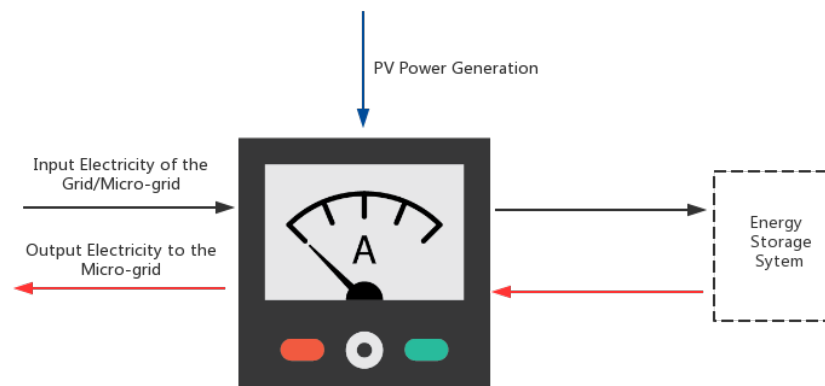 PV Power Generation
Input Electricity of the
Grid/Micro-grid
Output Electricity to the
Micro-grid
A
Energy
Storage
Sytem